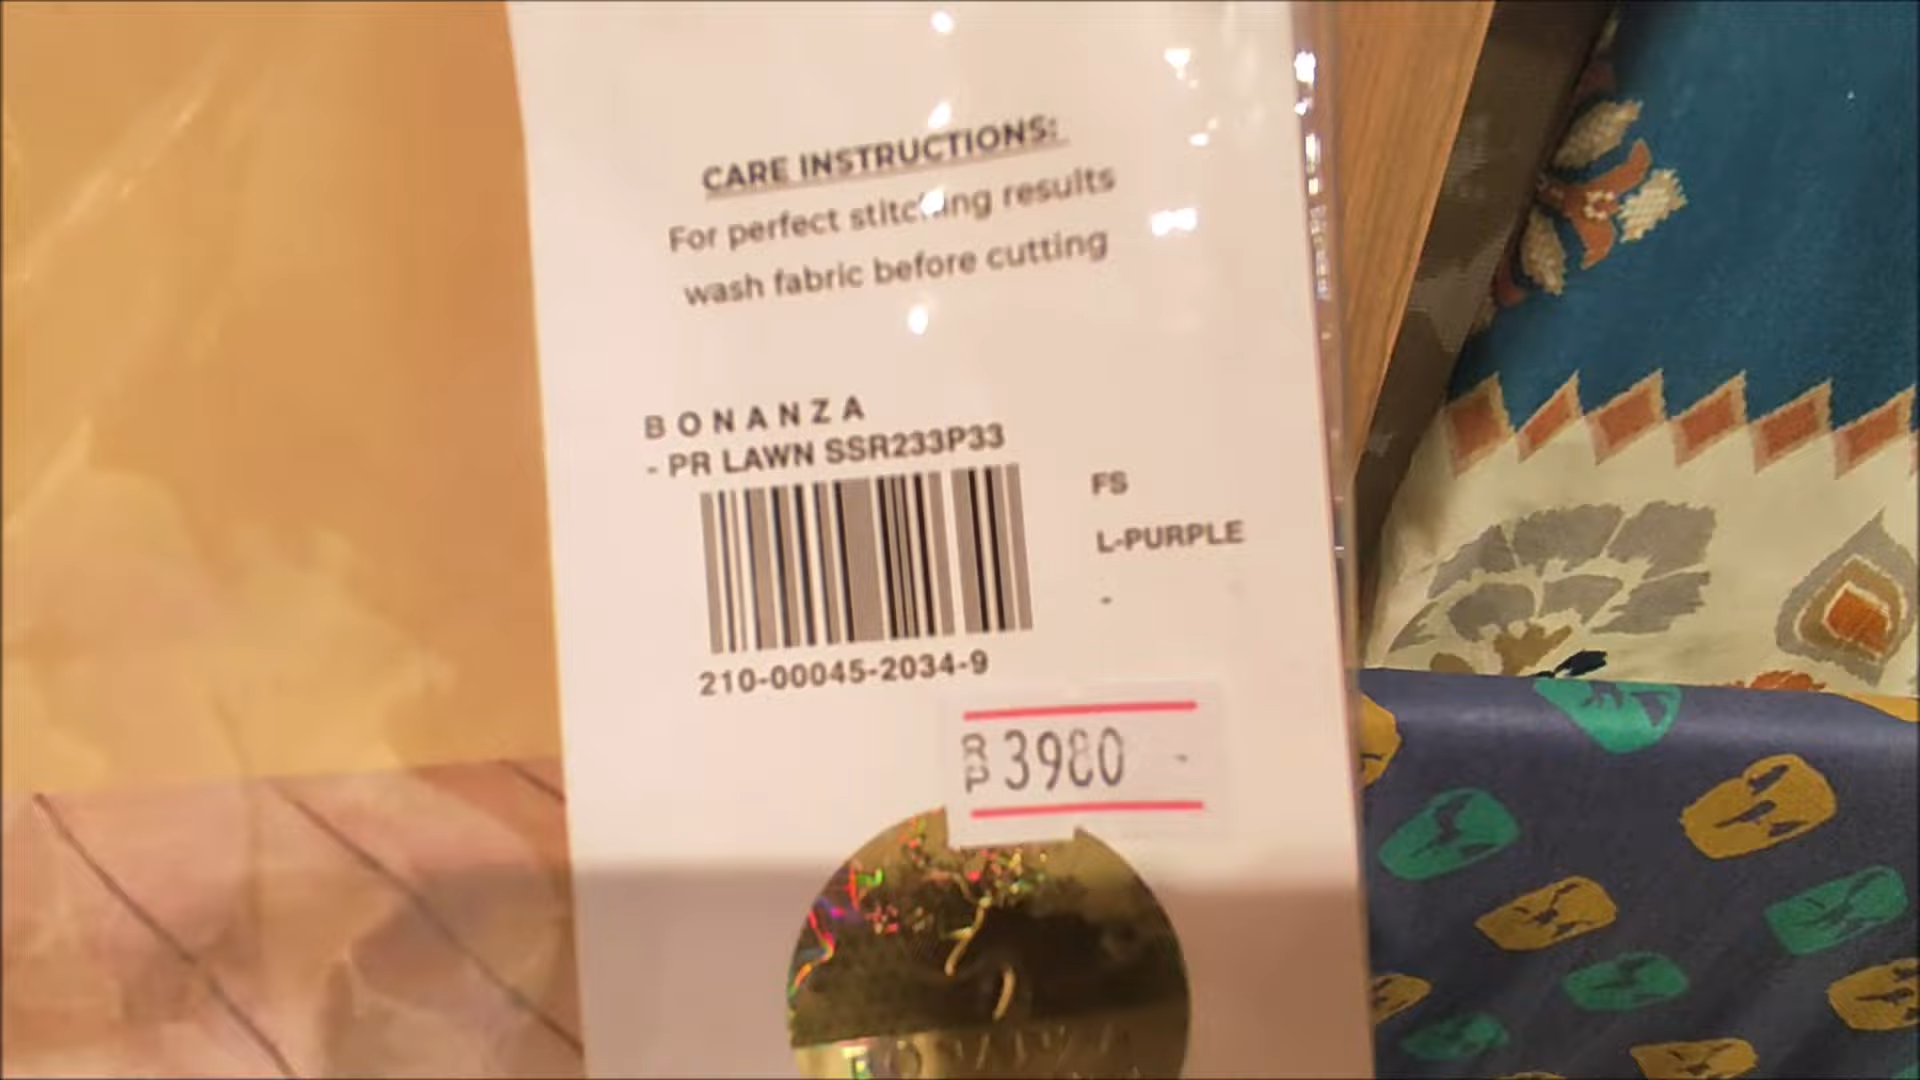 CARE INSTRUCTIONS:
For perfect stitching results
wash fabric before cutting
BONANZA
- PR LAWN SSR233P33
FS
L-PURPLE
-
210-00045-2034-9
RP 3980 -